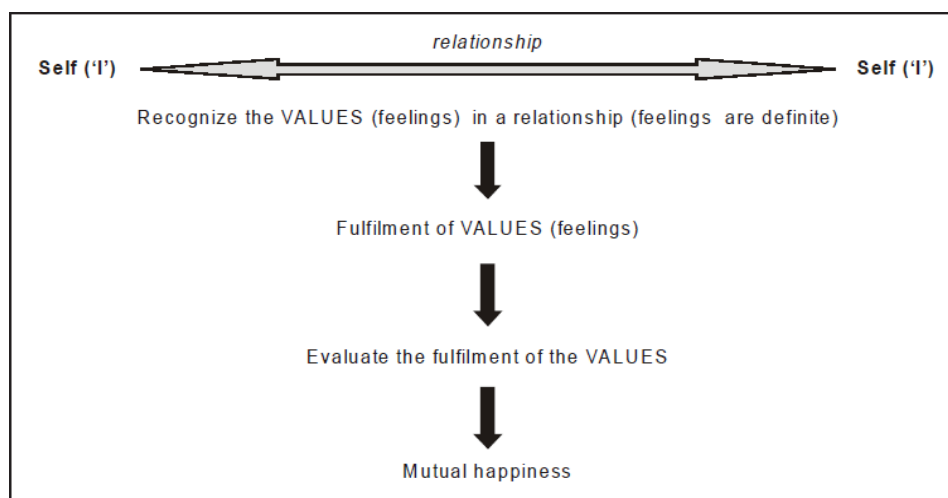 relationship
Self (‘I’) Self (‘I’)
Recognize the VALUES (feelings) in a relationship (feelings are definite)
Fulfilment of VALUES (feelings)
Evaluate the fulfilment of the VALUES
Mutual happiness